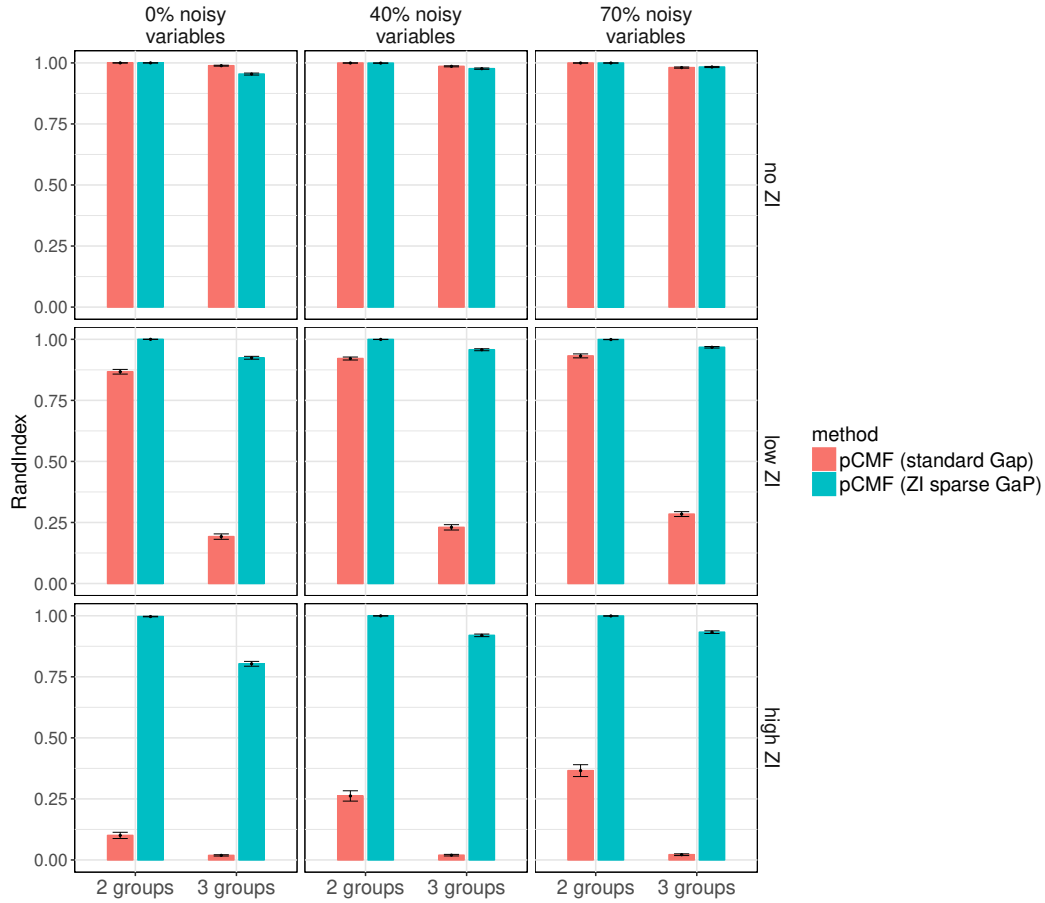 0% noisy
variables
40% noisy
variables
70% noisy
variables
1.00
0.75
0.50
0.25
0.00
no ZI
1.00
0.75
0.50
0.25
0.00
low ZI
1.00
0.75
0.50
0.25
0.00
high ZI
RandIndex
2 groups 3 groups 2 groups 3 groups 2 groups 3 groups
method
pCMF (standard Gap)
pCMF (ZI sparse GaP)